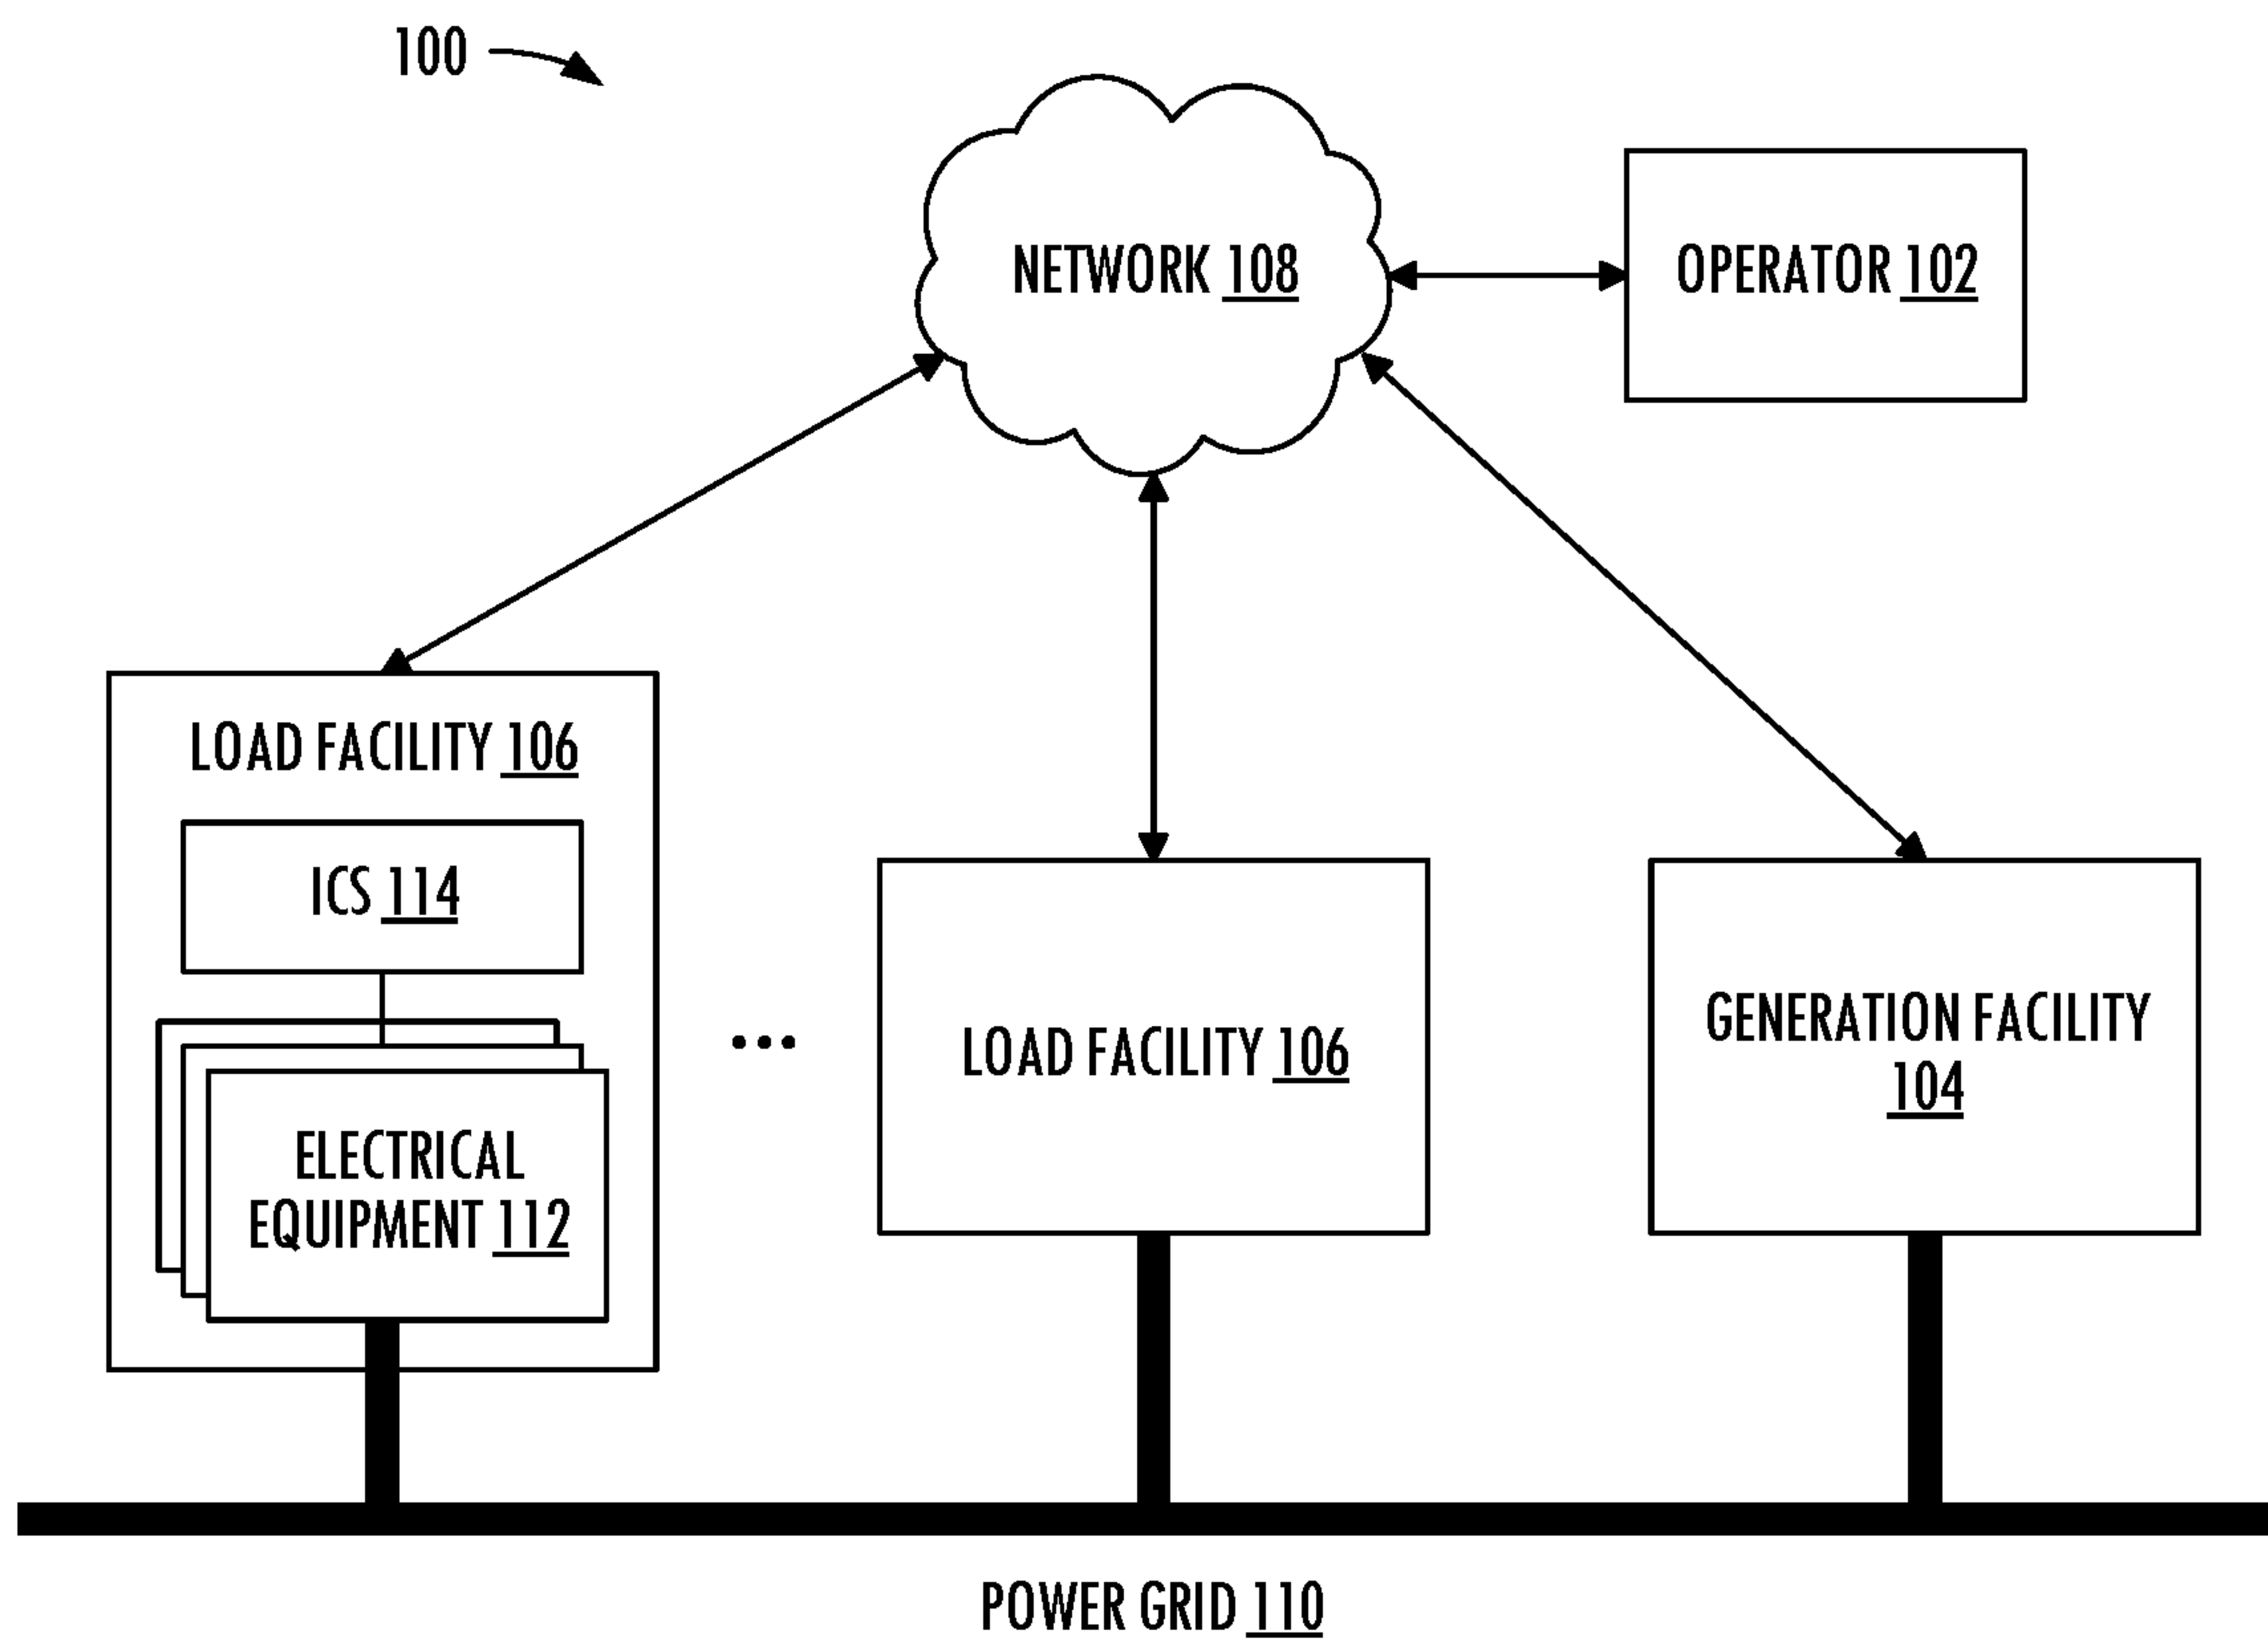 100
NETWORK 108
OPERATOR 102
LOAD FACILITY 106
ICS 114
ELECTRICAL
EQUIPMENT 112
...
LOAD FACILITY 106
GENERATION FACILITY
104
POWER GRID 110